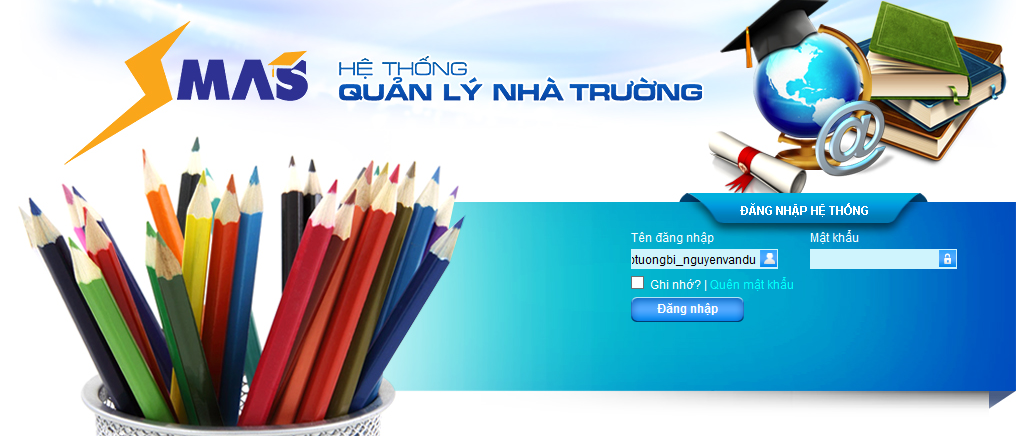 SMAS
HỆ THỐNG
QUẢN LÝ NHÀ TRƯỜNG
@
ĐĂNG NHẬP HỆ THỐNG
Tên đăng nhập
Mật khẩu
otuongbi_nguyenvandu
Ghi nhớ? | Quên mật khẩu
Đăng nhập